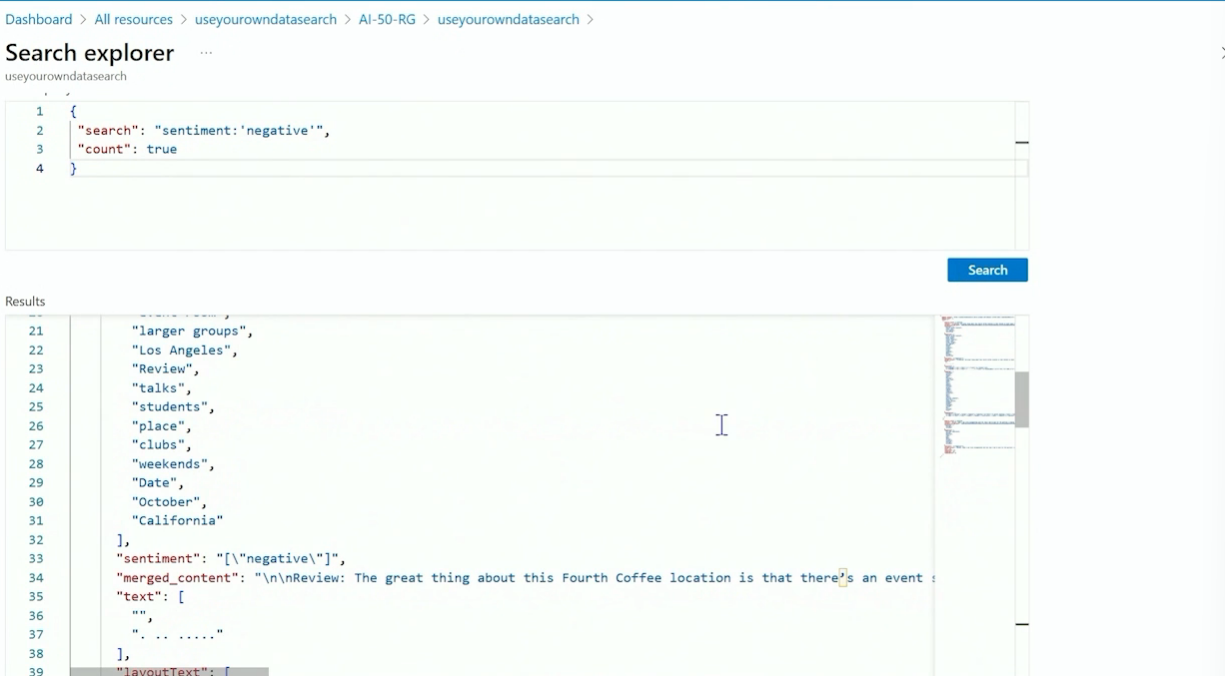 Dashboard > All resources > useyourowndatasearch > AI-50-RG > useyourowndatasearch >
Search explorer ...
useyourowndatasearch
1 {
2 "search": "sentiment:'negative'",
3 "count": true
4 }
Search
Results
21 "larger groups",
22 "Los Angeles",
23 "Review",
24 "talks",
25 "students",
26 "place",
27 "clubs",
28 "weekends",
29 "Date",
30 "October",
31 "California"
32 ],
33 "sentiment": "[\"negative\"]",
34 "merged_content": "\n\nReview: The great thing about this Fourth Coffee location is that there’s an event
35 "text": [
36 "",
37 ". .. ....."
38 ],
39 "layoutText": [